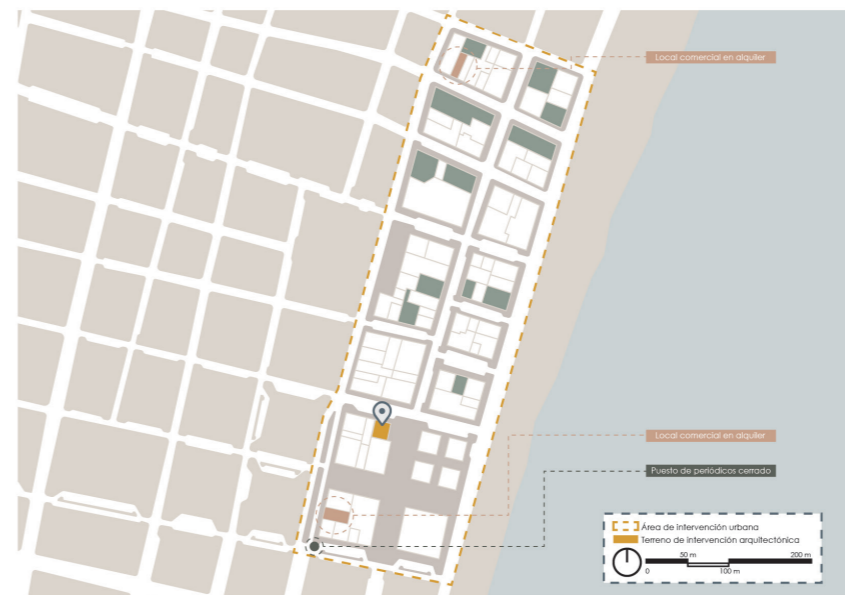 Local comercial en alquiler
Local comercial en alquiler
Puesto de periódicos cerrado
Área de intervención urbana
Terreno de intervención arquitectónica
50 m 200 m
0 100 m